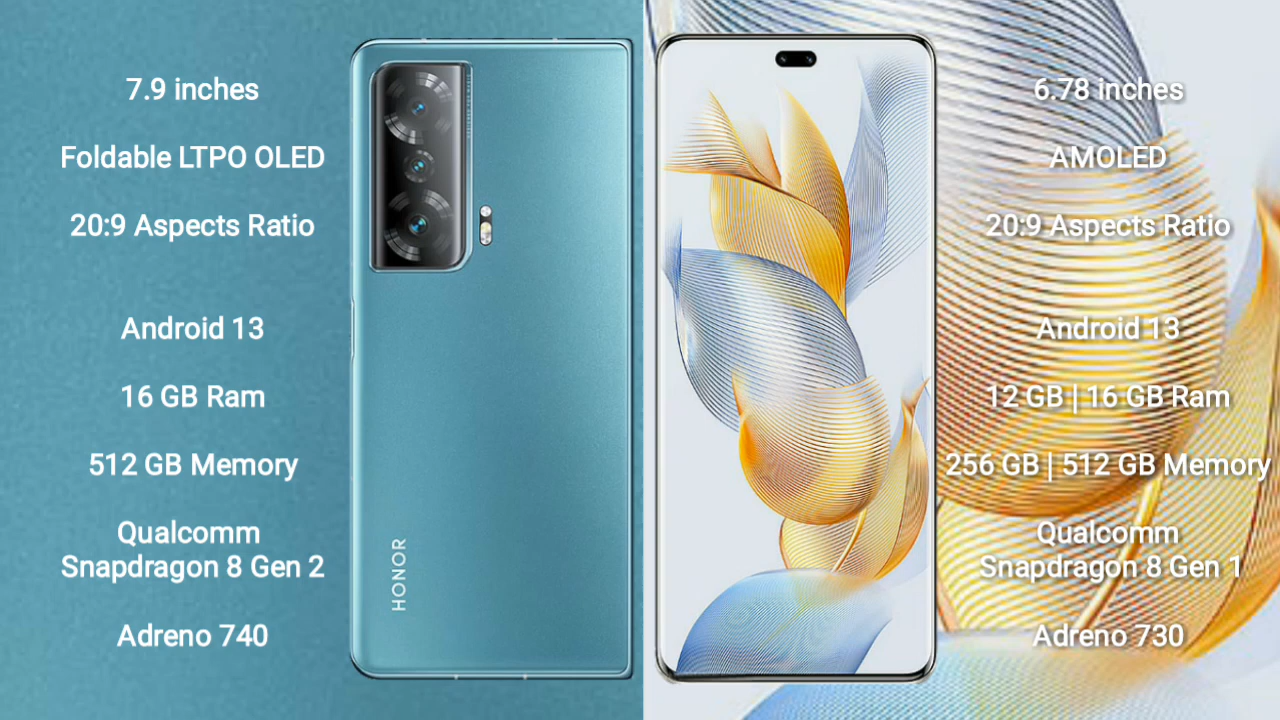 7.9 inches
Foldable LTPO OLED
20:9 Aspects Ratio
Android 13
16 GB Ram
512 GB Memory
Qualcomm
Snapdragon 8 Gen 2
Adreno 740
HONOR
6.78 inches
AMOLED
20:9 Aspects Ratio
Android 13
12 GB | 16 GB Ram
256 GB | 512 GB Memory
Qualcomm
Snapdragon 8 Gen 1
Adreno 730